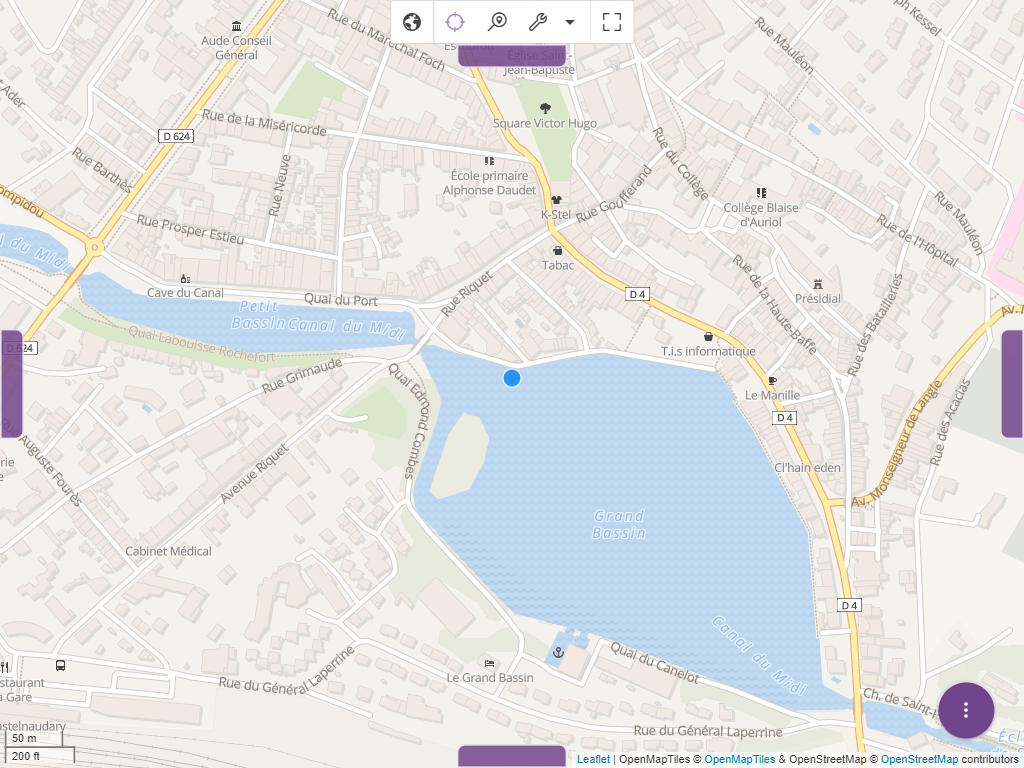 Rue du Maréchal Foch
Rue Mauléon
ph Kessel
Aude Conseil
Général
Église Sain -
Jean-Baptiste
Ader
Square Victor Hugo
D 624
Rue de la Miséricorde
Rue Barthès
Rue Neuve
École primaire
Alphonse Daudet
Rue du Collège
Rue Goufferand
K-Stel
Collège Blaise
d'Auriol
Rue Mauléon
Rue de l'Hôpital
ompidou
Rue Prosper Estieu
l du Midi
Tabac
Rue Riquet
Cave du Canal
Quai du Port
D 4
Rue de la Haute-Baffe
Présidial
Rue des Batailleries
Petit
Bassin
Canal du Midi
Quai Labouisse Rochefort
D 624
T.i.s informatique
Rue Grimaude
Quai Edmond Combes
Le Manille
D 4
Av. Monseigneur de Langle
Rue des Acacias
Auguste Fourès
Avenue Riquet
Cl'hain eden
Grand
Bassin
Cabinet Médical
D 4
Canal du Midi
Quai du Canelot
Le Grand Bassin
Rue du Général Laperrine
staurant
a Gare
Ch. de Saint-
Rue du Général Laperrine
stelnaudary
50 m
200 ft
Leaflet | OpenMapTiles © OpenMapTiles & OpenStreetMap © OpenStreetMap contributors